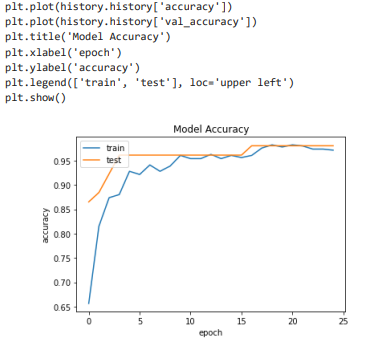 plt.plot(history.history['accuracy'])
plt.plot(history.history['val_accuracy'])
plt.title('Model Accuracy')
plt.xlabel('epoch')
plt.ylabel('accuracy')
plt.legend(['train', 'test'], loc='upper left')
plt.show()
Model Accuracy
train
test
0.95
0.90
0.85
0.80
0.75
0.70
0.65
accuracy
0 5 10 15 20 25
epoch